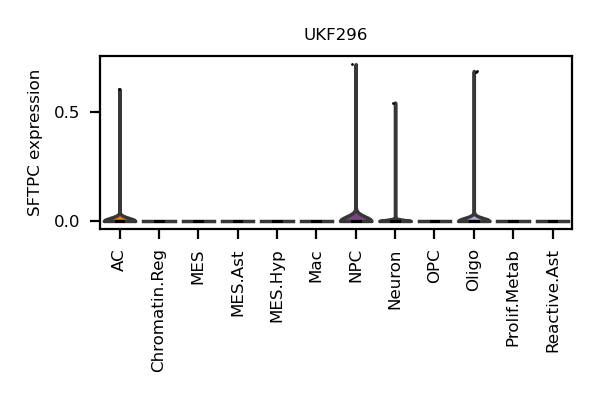 UKF296
SFTPC expression
0.5
0.0
AC
Chromatin.Reg
MES
MES.Ast
MES.Hyp
Mac
NPC
Neuron
OPC
Oligo
Prolif.Metab
Reactive.Ast